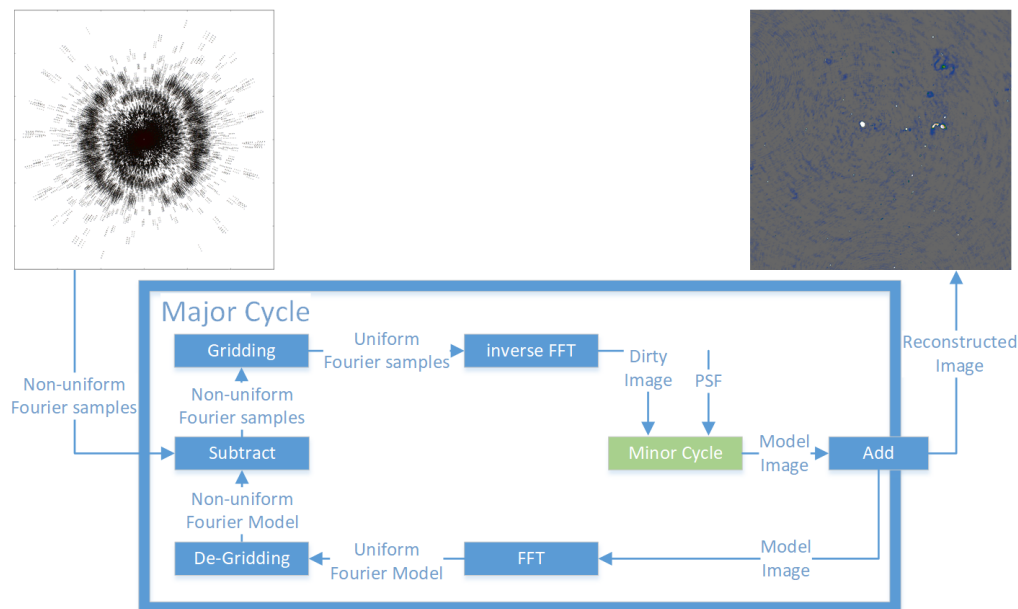 Major Cycle
Gridding
Uniform
Fourier samples
inverse FFT
Dirty
Image
PSF
Reconstructed
Image
Non-uniform
Fourier samples
Non-uniform
Fourier samples
Subtract
Minor Cycle
Model
Image
Add
Non-uniform
Fourier Model
De-Gridding
Uniform
Fourier Model
FFT
Model
Image